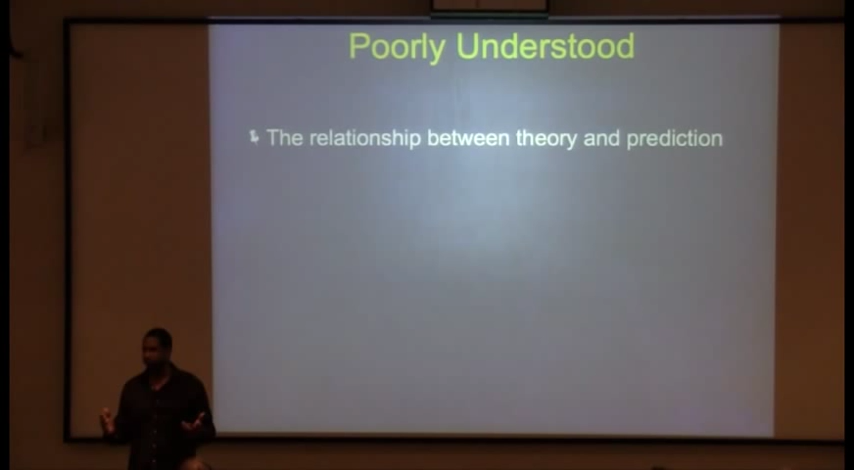 Poorly Understood
The relationship between theory and prediction